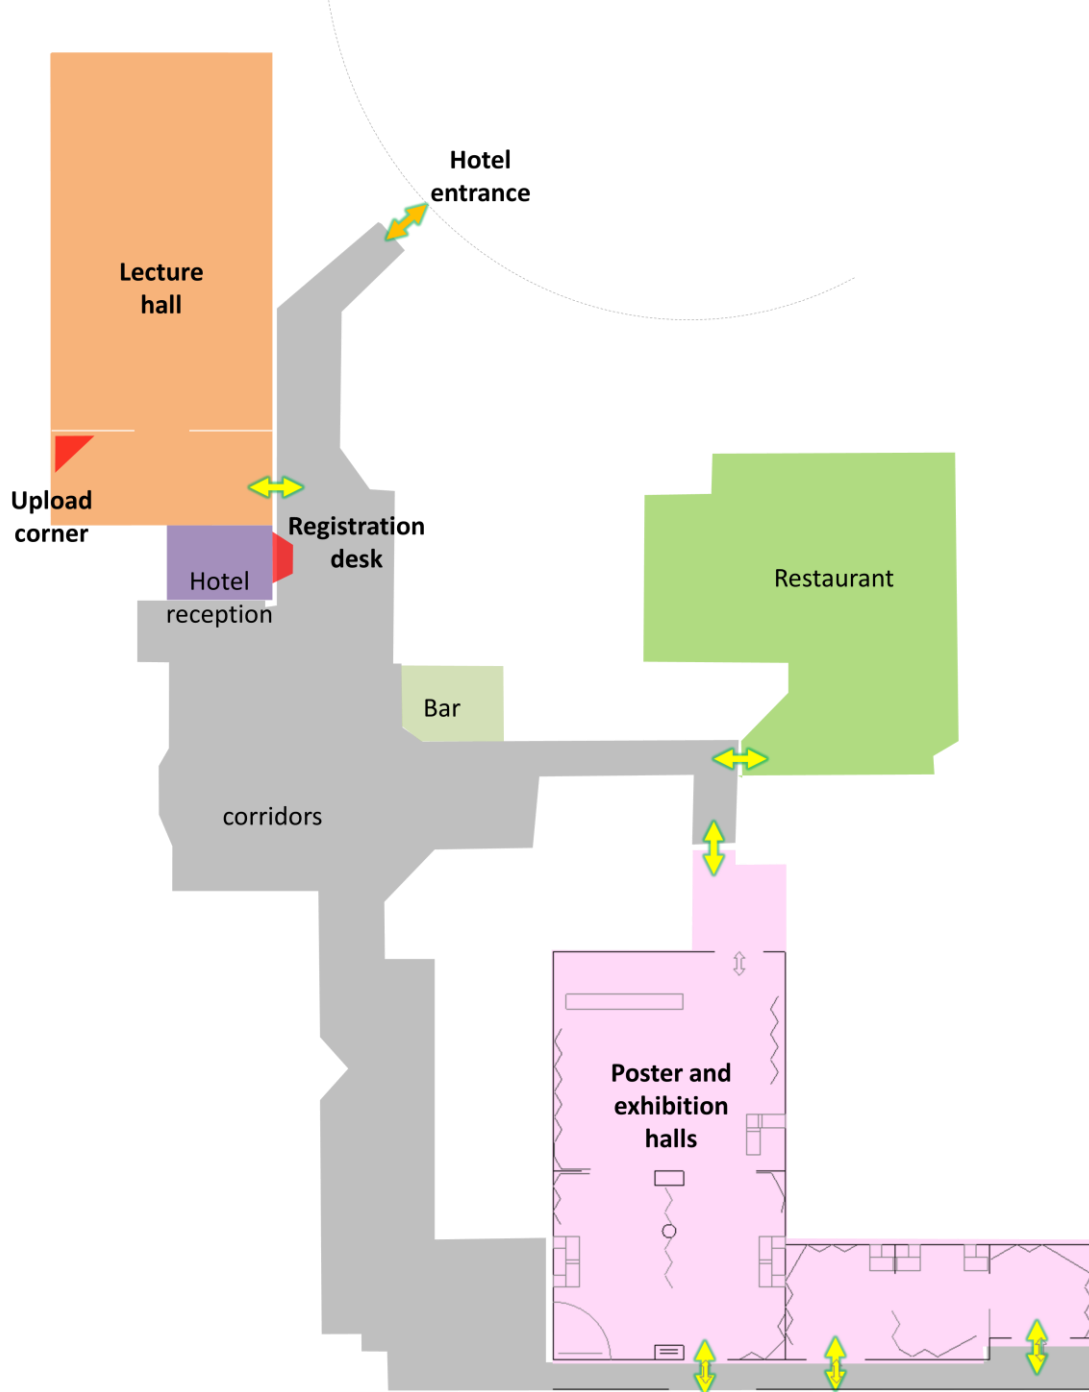 Hotel
entrance
Lecture
hall
Upload
corner
Registration
desk
Hotel
reception
Restaurant
Bar
corridors
Poster and
exhibition
halls